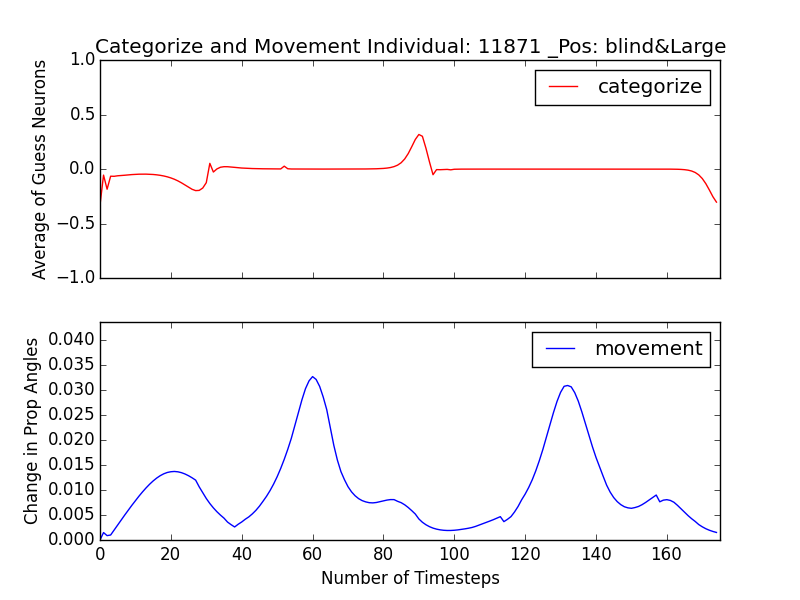 Categorize and Movement Individual: 11871 _Pos: blind&Large
1.0
0.5
0.0
−0.5
−1.0
Average of Guess Neurons
categorize
0.040
0.035
0.030
0.025
0.020
0.015
0.010
0.005
0.000
Change in Prop Angles
movement
0 20 40 60 80 100 120 140 160
Number of Timesteps